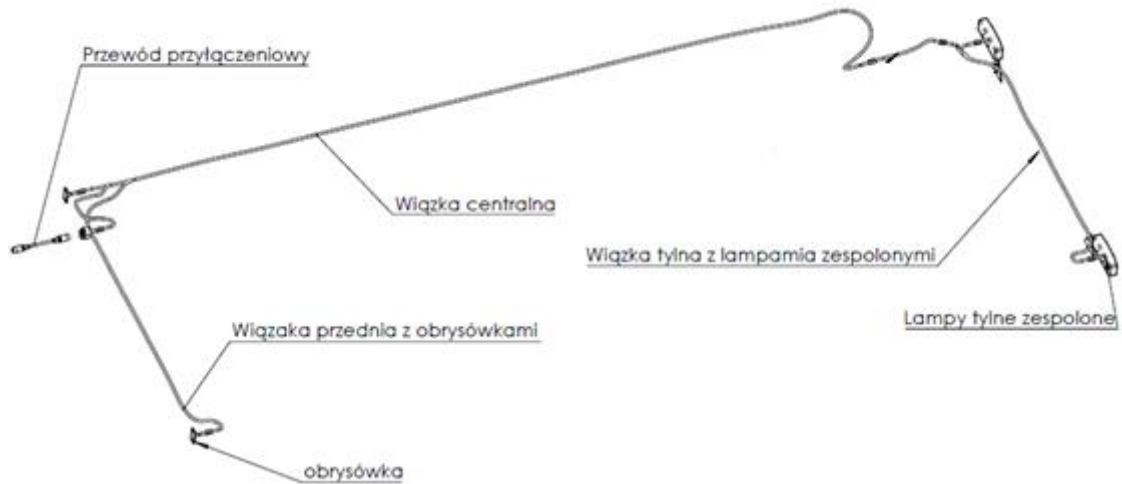 Przewód przyłączeniowy
Wiązka centralna
Wiązka tylna z lampamia zespolonymi
Lampy tylne zespolone
Wiązaka przednia z obrysówkami
obrysówka